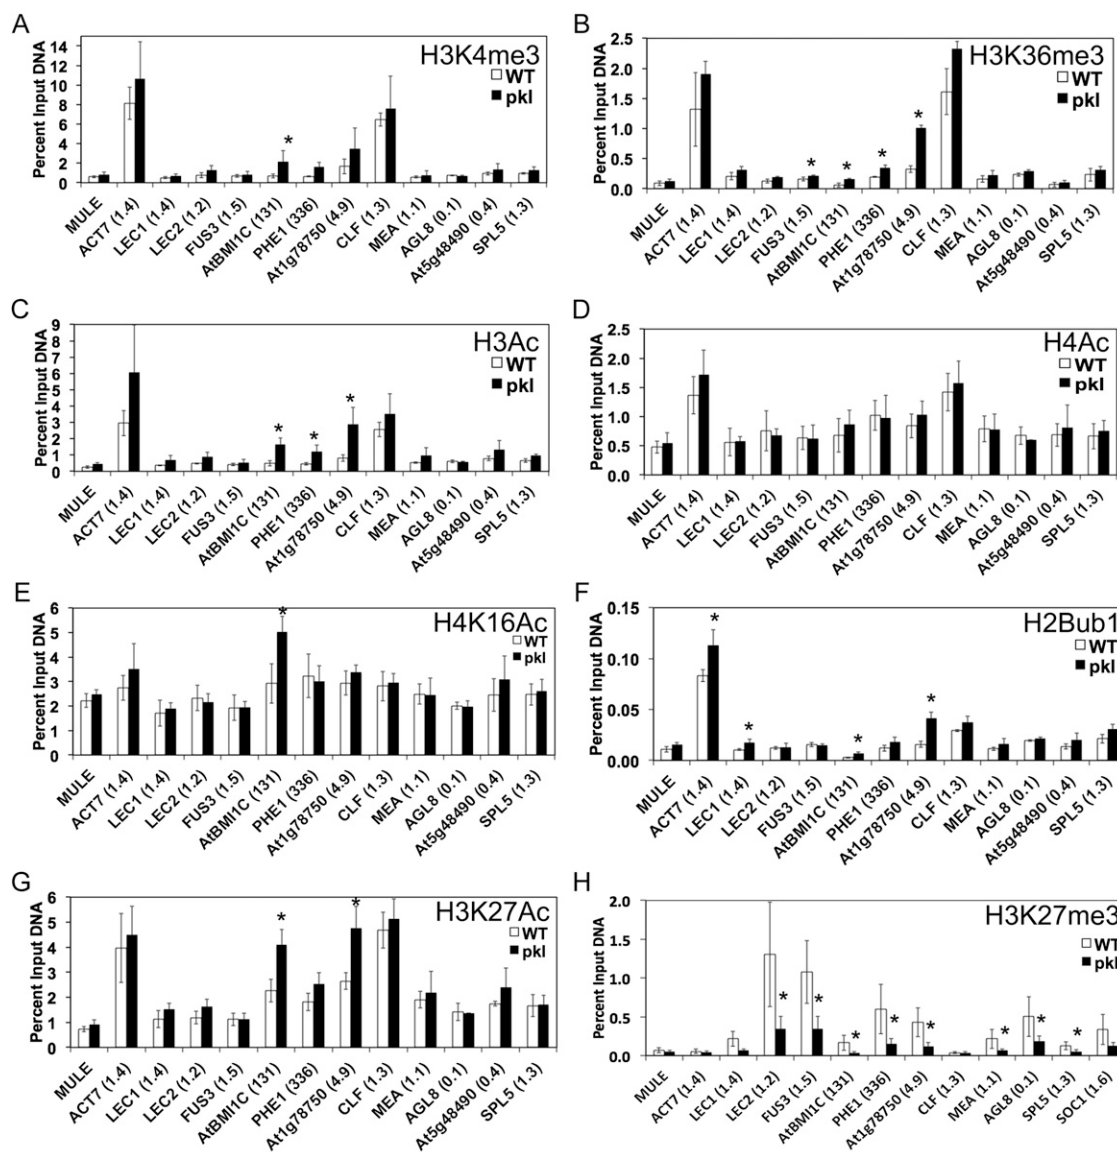 A
H3K4me3
WT
pkl
Percent Input DNA
14
12
10
8
6
4
2
0
*
MULE
ACT7 (1.4)
LEC1 (1.4)
LEC2 (1.2)
FUS3 (1.5)
AtBMI1C (131)
PHE1 (336)
At1g78750 (4.9)
CLF (1.3)
MEA (1.1)
AGL8 (0.1)
At5g48490 (0.4)
SPL5 (1.3)
B
H3K36me3
WT
pkl
Percent Input DNA
2.5
2.0
1.5
1.0
0.5
0.0
* * * *
MULE
ACT7 (1.4)
LEC1 (1.4)
LEC2 (1.2)
FUS3 (1.5)
AtBMI1C (131)
PHE1 (336)
At1g78750 (4.9)
CLF (1.3)
MEA (1.1)
AGL8 (0.1)
At5g48490 (0.4)
SPL5 (1.3)
C
H3Ac
WT
pkl
Percent Input DNA
9
8
7
6
5
4
3
2
1
0
* * *
MULE
ACT7 (1.4)
LEC1 (1.4)
LEC2 (1.2)
FUS3 (1.5)
AtBMI1C (131)
PHE1 (336)
At1g78750 (4.9)
CLF (1.3)
MEA (1.1)
AGL8 (0.1)
At5g48490 (0.4)
SPL5 (1.3)
D
H4Ac
WT
pkl
Percent Input DNA
2.5
2.0
1.5
1.0
0.5
0.0
MULE
ACT7 (1.4)
LEC1 (1.4)
LEC2 (1.2)
FUS3 (1.5)
AtBMI1C (131)
PHE1 (336)
At1g78750 (4.9)
CLF (1.3)
MEA (1.1)
AGL8 (0.1)
At5g48490 (0.4)
SPL5 (1.3)
E
H4K16Ac
WT
pkl
Percent Input DNA
6
5
4
3
2
1
0
*
MULE
ACT7 (1.4)
LEC1 (1.4)
LEC2 (1.2)
FUS3 (1.5)
AtBMI1C (131)
PHE1 (336)
At1g78750 (4.9)
CLF (1.3)
MEA (1.1)
AGL8 (0.1)
At5g48490 (0.4)
SPL5 (1.3)
F
H2Bub1
WT
pkl
Percent Input DNA
0.15
0.10
0.05
0.00
* * * *
MULE
ACT7 (1.4)
LEC1 (1.4)
LEC2 (1.2)
FUS3 (1.5)
AtBMI1C (131)
PHE1 (336)
At1g78750 (4.9)
CLF (1.3)
MEA (1.1)
AGL8 (0.1)
At5g48490 (0.4)
SPL5 (1.3)
G
H3K27Ac
WT
pkl
Percent Input DNA
6
5
4
3
2
1
0
* *
MULE
ACT7 (1.4)
LEC1 (1.4)
LEC2 (1.2)
FUS3 (1.5)
AtBMI1C (131)
PHE1 (336)
At1g78750 (4.9)
CLF (1.3)
MEA (1.1)
AGL8 (0.1)
At5g48490 (0.4)
SPL5 (1.3)
H
H3K27me3
WT
pkl
Percent Input DNA
2.0
1.5
1.0
0.5
0.0
* * * * * * * *
MULE
ACT7 (1.4)
LEC1 (1.4)
LEC2 (1.2)
FUS3 (1.5)
AtBMI1C (131)
PHE1 (336)
At1g78750 (4.9)
CLF (1.3)
MEA (1.1)
AGL8 (0.1)
SPL5 (1.3)
SOC1 (1.6)